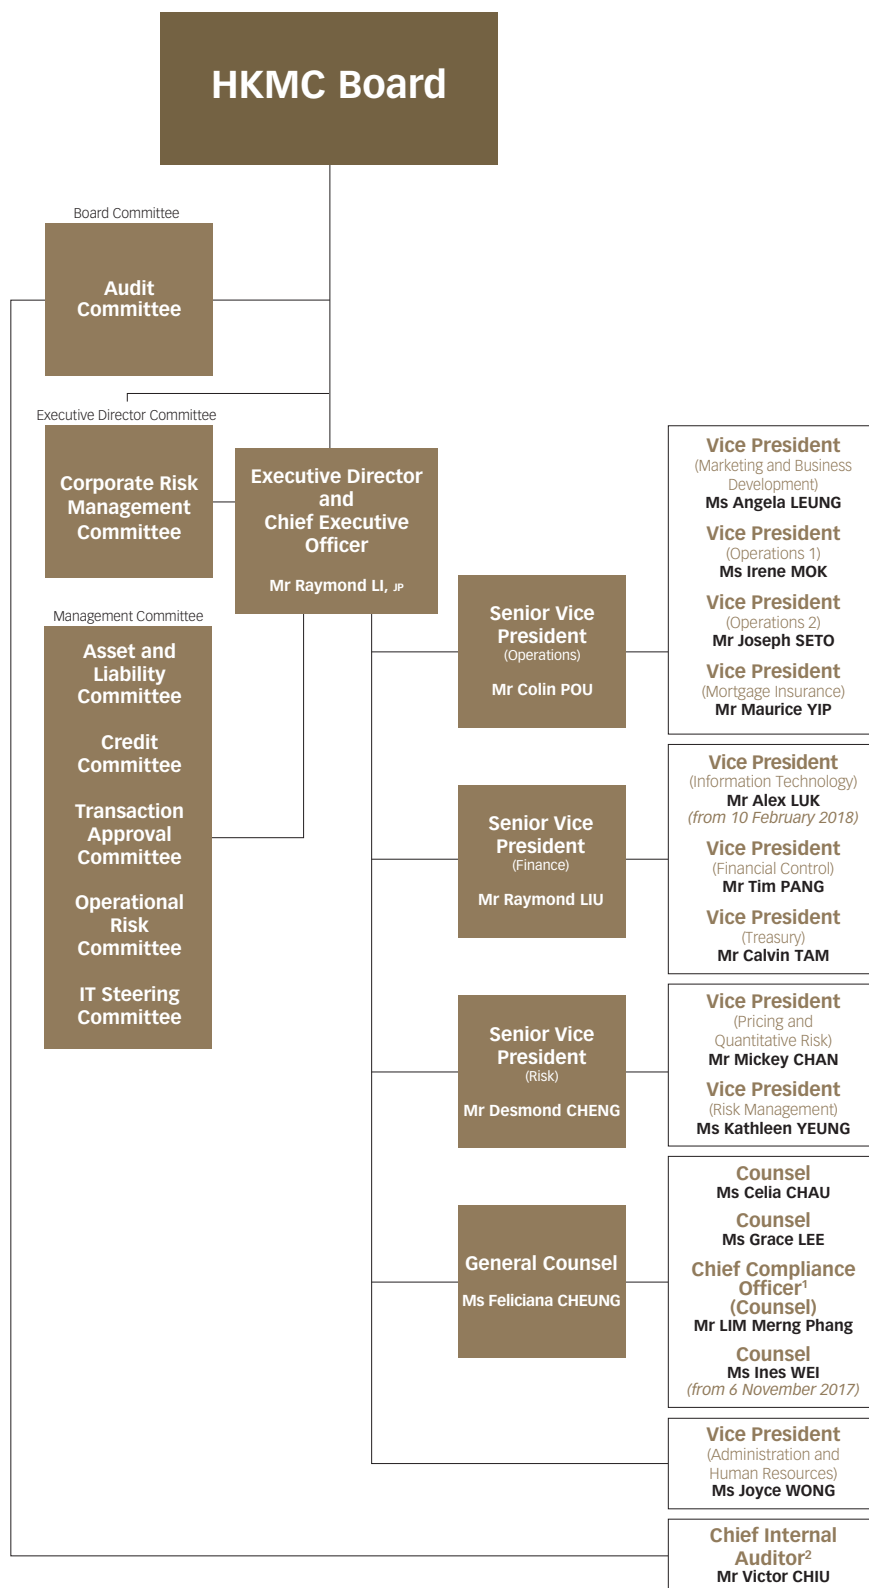 HKMC Board
Board Committee
Audit
Committee
Executive Director Committee
Corporate Risk
Management
Committee
Executive Director
and
Chief Executive
Officer
Mr Raymond LI, JP
Management Committee
Asset and
Liability
Committee
Credit
Committee
Transaction
Approval
Committee
Operational
Risk
Committee
IT Steering
Committee
Senior Vice
President
(Operations)
Mr Colin POU
Vice President
(Marketing and Business
Development)
Ms Angela LEUNG
Vice President
(Operations 1)
Ms Irene MOK
Vice President
(Operations 2)
Mr Joseph SETO
Vice President
(Mortgage Insurance)
Mr Maurice YIP
Senior Vice
President
(Finance)
Mr Raymond LIU
Vice President
(Information Technology)
Mr Alex LUK
(from 10 February 2018)
Vice President
(Financial Control)
Mr Tim PANG
Vice President
(Treasury)
Mr Calvin TAM
Senior Vice
President
(Risk)
Mr Desmond CHENG
Vice President
(Pricing and
Quantitative Risk)
Mr Mickey CHAN
Vice President
(Risk Management)
Ms Kathleen YEUNG
General Counsel
Ms Feliciana CHEUNG
Counsel
Ms Celia CHAU
Counsel
Ms Grace LEE
Chief Compliance
Officer¹
(Counsel)
Mr LIM Merng Phang
Counsel
Ms Ines WEI
(from 6 November 2017)
Vice President
(Administration and
Human Resources)
Ms Joyce WONG
Chief Internal
Auditor²
Mr Victor CHIU